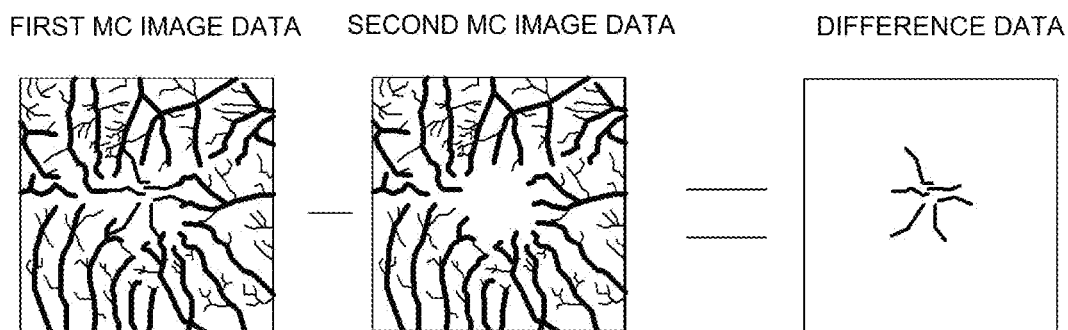 FIRST MC IMAGE DATA
SECOND MC IMAGE DATA
DIFFERENCE DATA